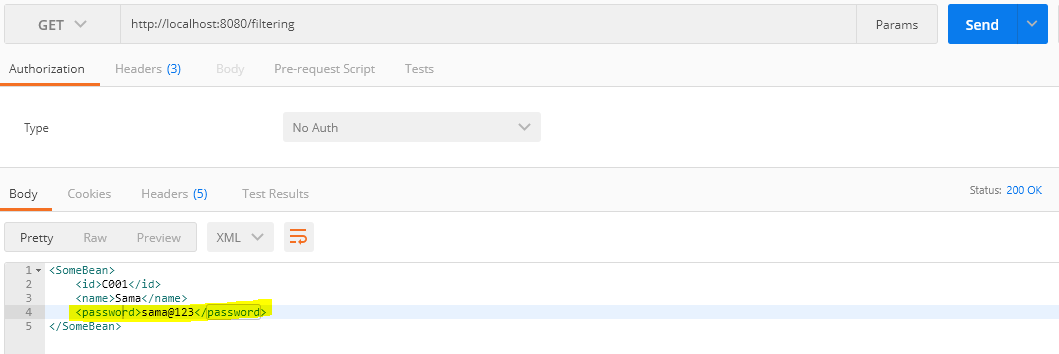 GET http://localhost:8080/filtering Params Send
Authorization Headers (3) Body Pre-request Script Tests
Type No Auth
Body Cookies Headers (5) Test Results Status: 200 OK
Pretty Raw Preview XML
1 <SomeBean>
2 <id>C001</id>
3 <name>Sama</name>
4 <password>sama@123</password>
5 </SomeBean>